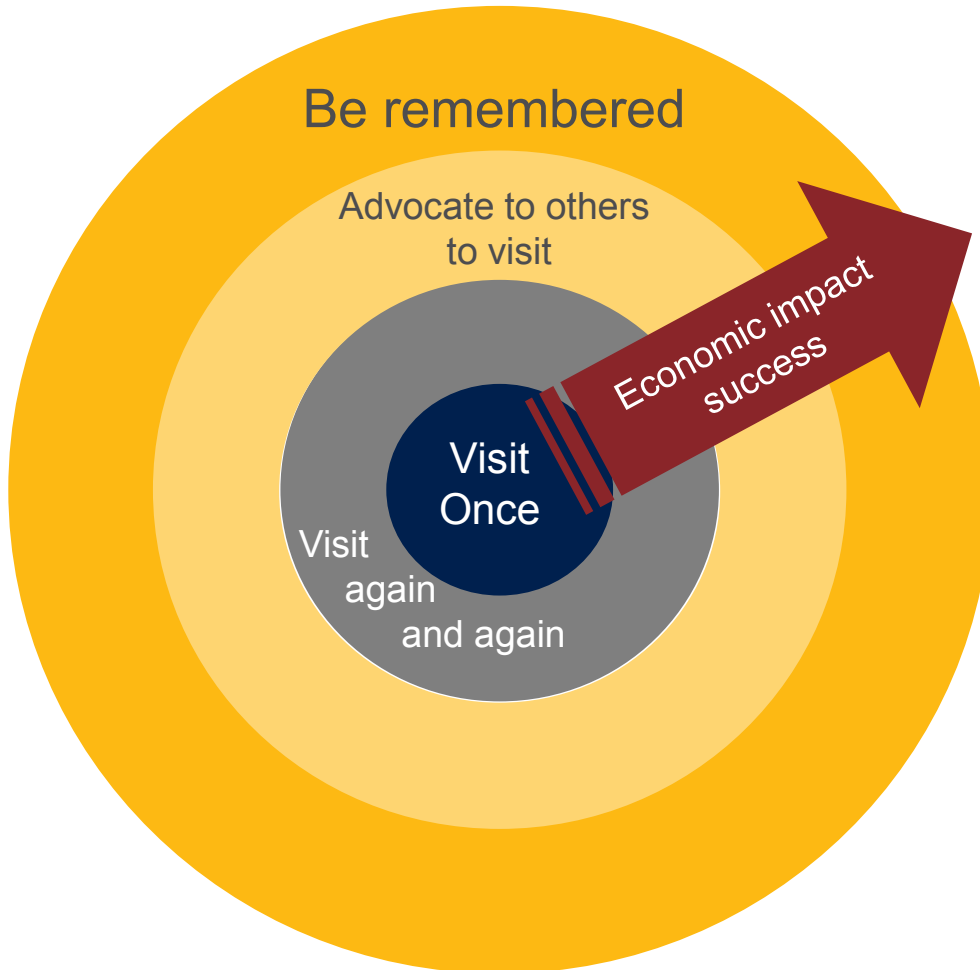 Be remembered
Advocate to others
to visit
Economic impact
success
Visit
Once
Visit
again
and again